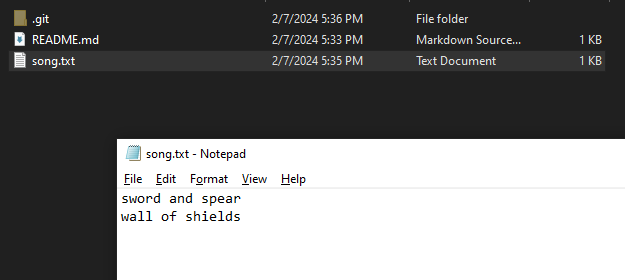 .git 2/7/2024 5:36 PM File folder
README.md 2/7/2024 5:33 PM Markdown Source... 1 KB
song.txt 2/7/2024 5:35 PM Text Document 1 KB
song.txt - Notepad
File Edit Format View Help
sword and spear
wall of shields